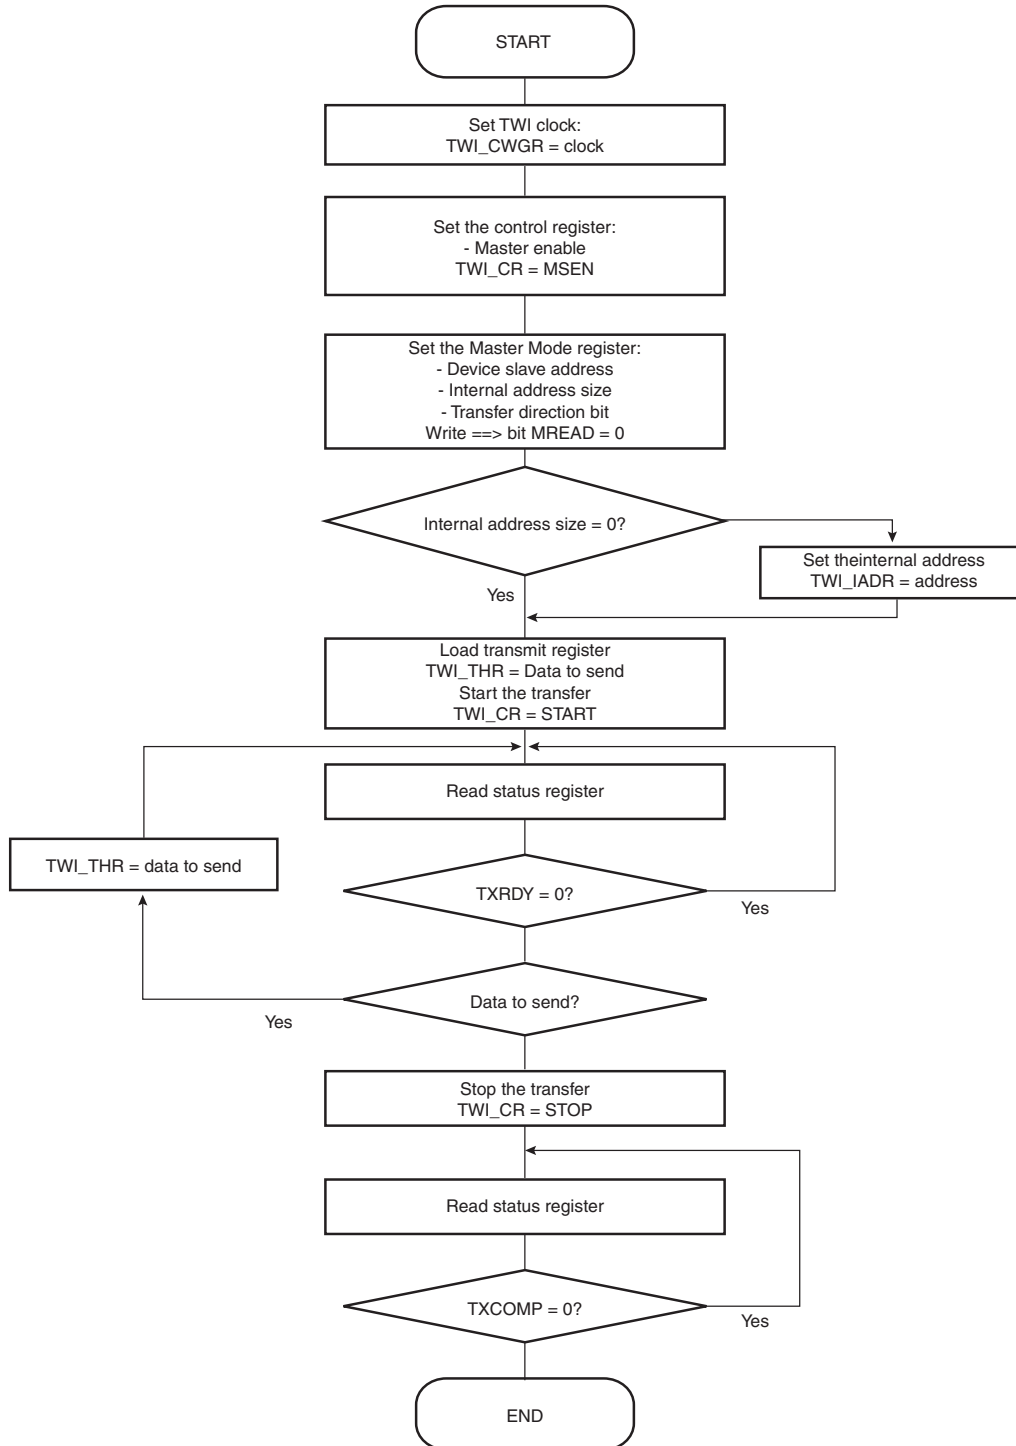 START
Set TWI clock:
TWI_CWGR = clock
Set the control register:
- Master enable
TWI_CR = MSEN
Set the Master Mode register:
- Device slave address
- Internal address size
- Transfer direction bit
Write ==> bit MREAD = 0
Internal address size = 0?
Set theinternal address
TWI_IADR = address
Yes
Load transmit register
TWI_THR = Data to send
Start the transfer
TWI_CR = START
Read status register
TWI_THR = data to send
TXRDY = 0?
Yes
Data to send?
Yes
Stop the transfer
TWI_CR = STOP
Read status register
TXCOMP = 0?
Yes
END